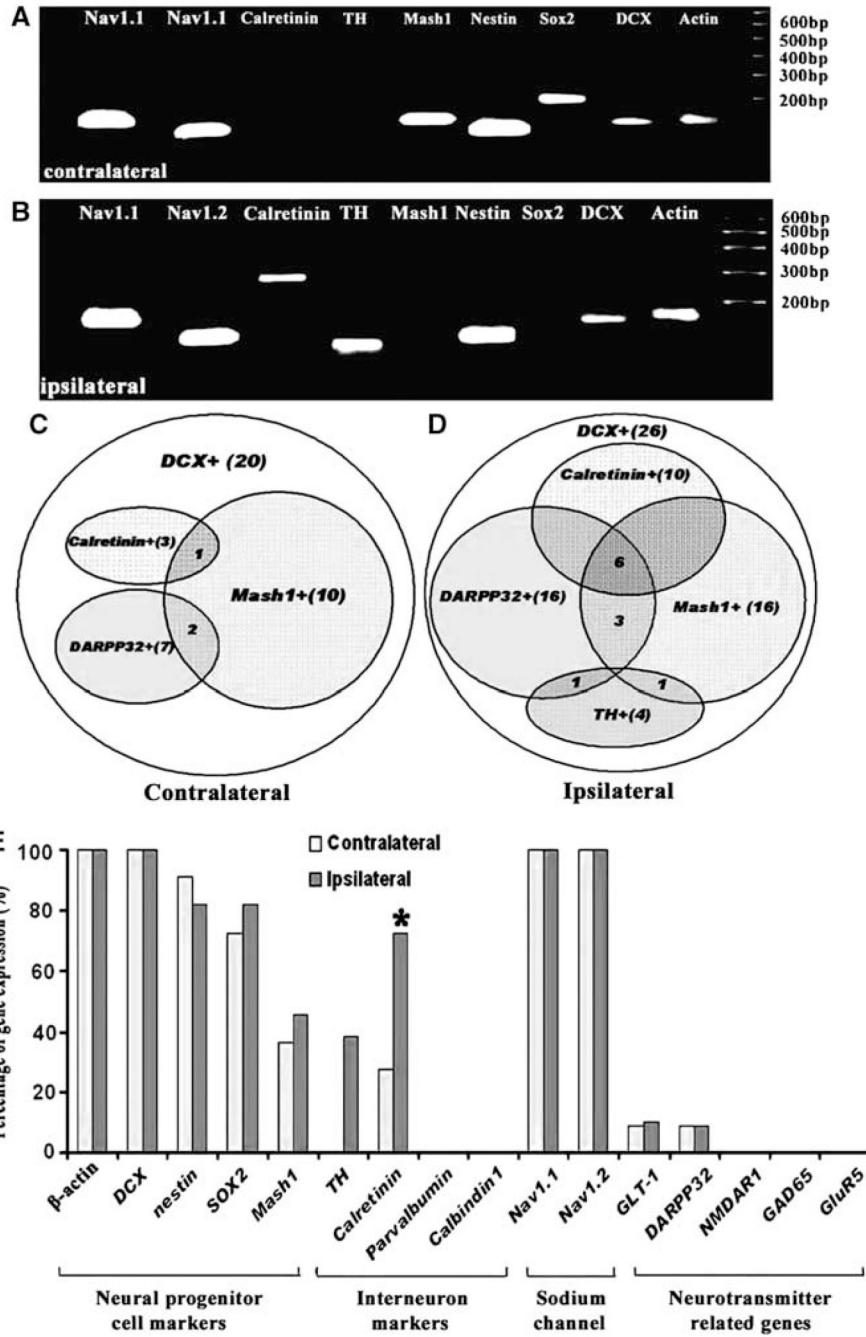 A
Nav1.1 Nav1.1 Calretinin TH Mash1 Nestin Sox2 DCX Actin
600bp
500bp
400bp
300bp
200bp
contralateral
B
Nav1.1 Nav1.2 Calretinin TH Mash1 Nestin Sox2 DCX Actin
600bp
500bp
400bp
300bp
200bp
ipsilateral
C
DCX+ (20)
Calretinin+(3)
1
Mash1+(10)
2
DARPP32+(7)
Contralateral
D
DCX+(26)
Calretinin+(10)
6
DARPP32+(16)
Mash1+ (16)
3
1
1
TH+(4)
Ipsilateral
Percentage of gene expression (%)
100
80
60
40
20
0
Contralateral
Ipsilateral
*
β-actin
DCX
nestin
SOX2
Mash1
TH
Calretinin
Parvalbumin
Calbindin1
Nav1.1
Nav1.2
GLT-1
DARPP32
NMDAR1
GAD65
GluR5
Neural progenitor
cell markers
Interneuron
markers
Sodium
channel
Neurotransmitter
related genes